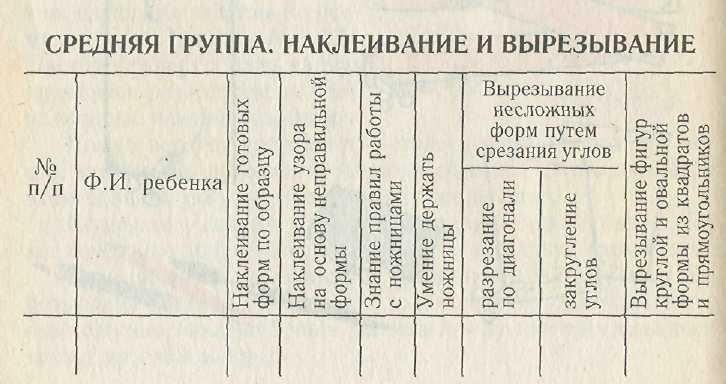 СРЕДНЯЯ ГРУППА. НАКЛЕИВАНИЕ И ВЫРЕЗЫВАНИЕ
№
п/п
Ф.И. ребенка
Наклеивание готовых
форм по образцу
Наклеивание узора
на основу неправильной
формы
Знание правил работы
с ножницами
Умение держать
ножницы
Вырезывание
несложных
форм путем
срезания углов
разрезание
по диагонали
закругление
углов
Вырезывание фигур
круглой и овальной
формы из квадратов
и прямоугольников